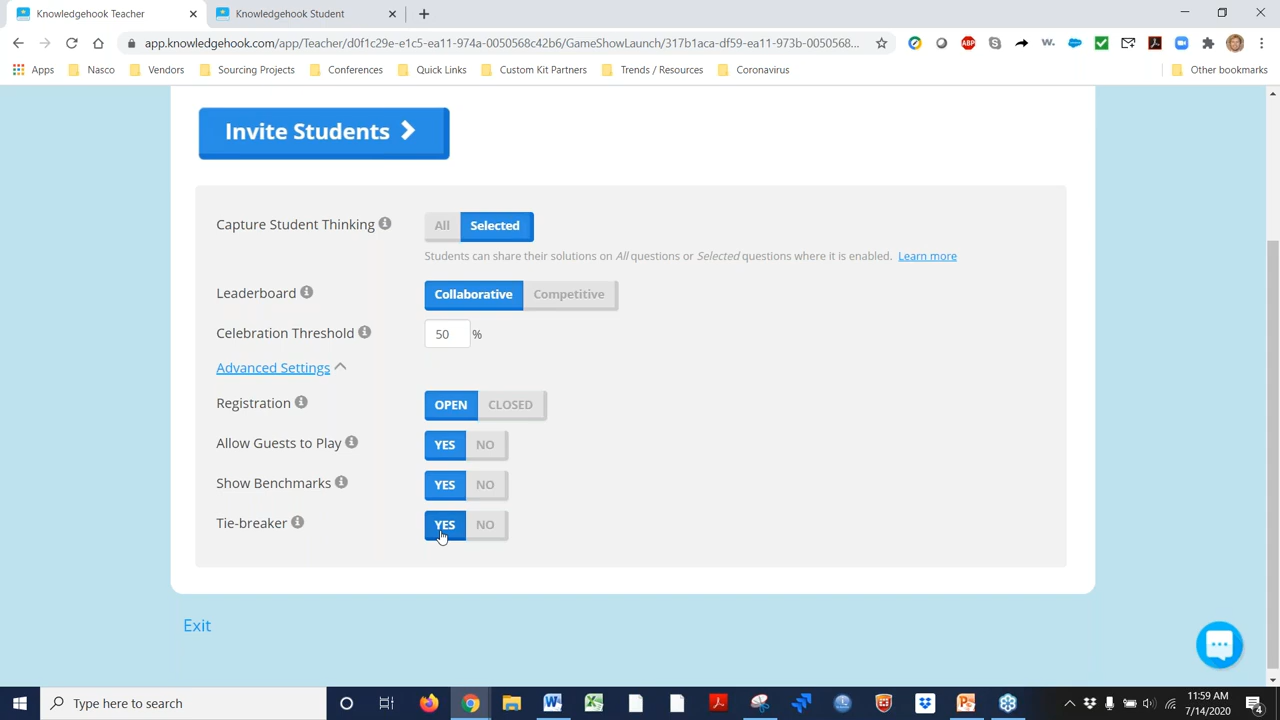 Knowledgehook Teacher
Knowledgehook Student
app.knowledgehook.com/app/Teacher/d0f1c29e-e1c5-ea11-974a-0050568c42b6/GameShowLaunch/317b1aca-df59-ea11-973b-0050568...
ABP
Apps Nasco Vendors Sourcing Projects Conferences Quick Links Custom Kit Partners Trends / Resources Coronavirus Other bookmarks
Invite Students
Capture Student Thinking All Selected
Students can share their solutions on All questions or Selected questions where it is enabled. Learn more
Leaderboard Collaborative Competitive
Celebration Threshold 50 %
Advanced Settings
Registration OPEN CLOSED
Allow Guests to Play YES NO
Show Benchmarks YES NO
Tie-breaker YES NO
Exit
Type here to search
11:59 AM
7/14/2020
4